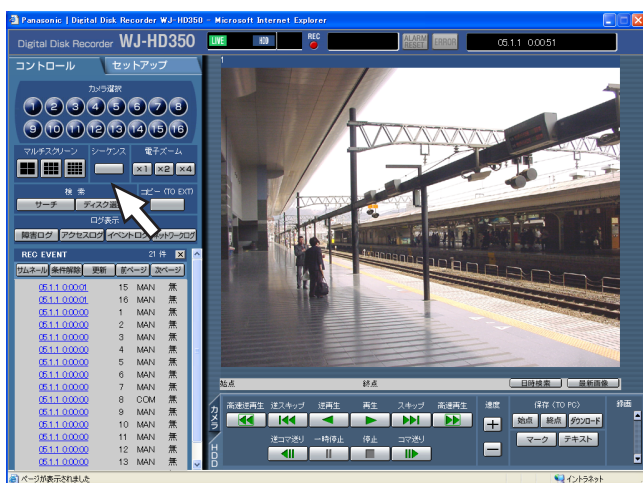 Panasonic | Digital Disk Recorder WJ-HD350 - Microsoft Internet Explorer
Digital Disk Recorder WJ-HD350
LIVE HDD REC ALARM RESET ERROR 05.1.1 0:00:51
コントロール セットアップ
1
カメラ選択
1 2 3 4 5 6 7 8
9 10 11 12 13 14 15 16
マルチスクリーン シーケンス 電子ズーム
×1 ×2 ×4
検 索 コピー (TO EXT)
サーチ ディスク選
ログ表示
障害ログ アクセスログ イベントログ ネットワークログ
REC EVENT 21 件 X
サムネール 条件解除 更新 前ページ 次ページ
05.1.1 0:00:01 15 MAN 無
05.1.1 0:00:01 16 MAN 無
05.1.1 0:00:00 1 MAN 無
05.1.1 0:00:00 2 MAN 無
05.1.1 0:00:00 3 MAN 無
05.1.1 0:00:00 4 MAN 無
05.1.1 0:00:00 5 MAN 無
05.1.1 0:00:00 6 MAN 無
05.1.1 0:00:00 7 MAN 無
05.1.1 0:00:00 8 COM 無
05.1.1 0:00:00 9 MAN 無
05.1.1 0:00:00 10 MAN 無
05.1.1 0:00:00 11 MAN 無
05.1.1 0:00:00 12 MAN 無
05.1.1 0:00:00 13 MAN 無
始点 終点 日時検索 最新画像
カメラ
HDD
高速逆再生 逆スキップ 逆再生 再生 スキップ 高速再生 速度 保存 (TO PC) 録画
始点 終点 ダウンロード
逆コマ送り 一時停止 停止 コマ送り
マーク テキスト
ページが表示されました イントラネット